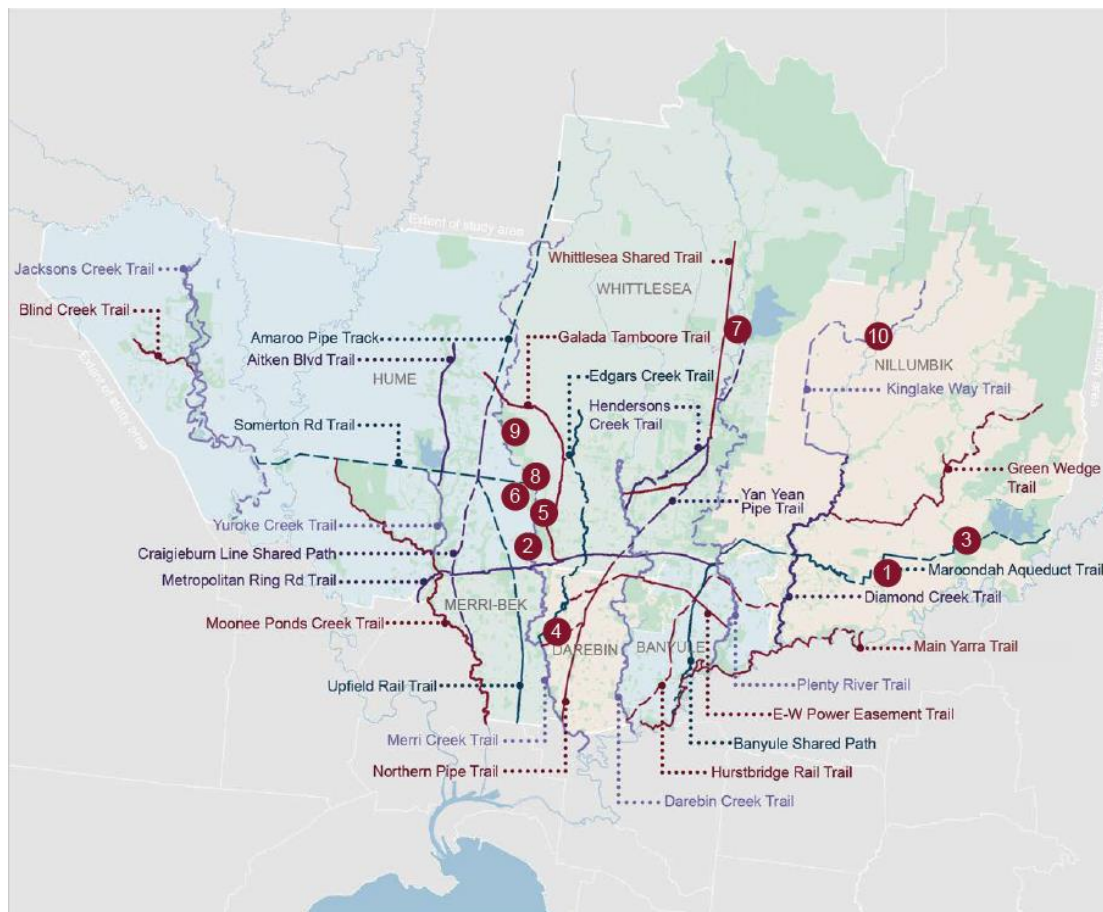 Extent of study area
Whittlesea Shared Trail
Jacksons Creek Trail
WHITTLESEA
Blind Creek Trail
7
Amaroo Pipe Track
Galada Tamboore Trail
10
Aitken Blvd Trail
NILLUMBIK
HUME
Edgars Creek Trail
Kinglake Way Trail
Extent of study area
Hendersons
Creek Trail
Somerton Rd Trail
9
Green Wedge
Trail
8
6
Yan Yean
Pipe Trail
5
Yuroke Creek Trail
3
Craigieburn Line Shared Path
2
1
Maroondah Aqueduct Trail
Metropolitan Ring Rd Trail
Diamond Creek Trail
MERRI-BEK
Moonee Ponds Creek Trail
4
DAREBIN
BANYULE
Main Yarra Trail
Upfield Rail Trail
Plenty River Trail
E-W Power Easement Trail
Merri Creek Trail
Banyule Shared Path
Northern Pipe Trail
Hurstbridge Rail Trail
Darebin Creek Trail